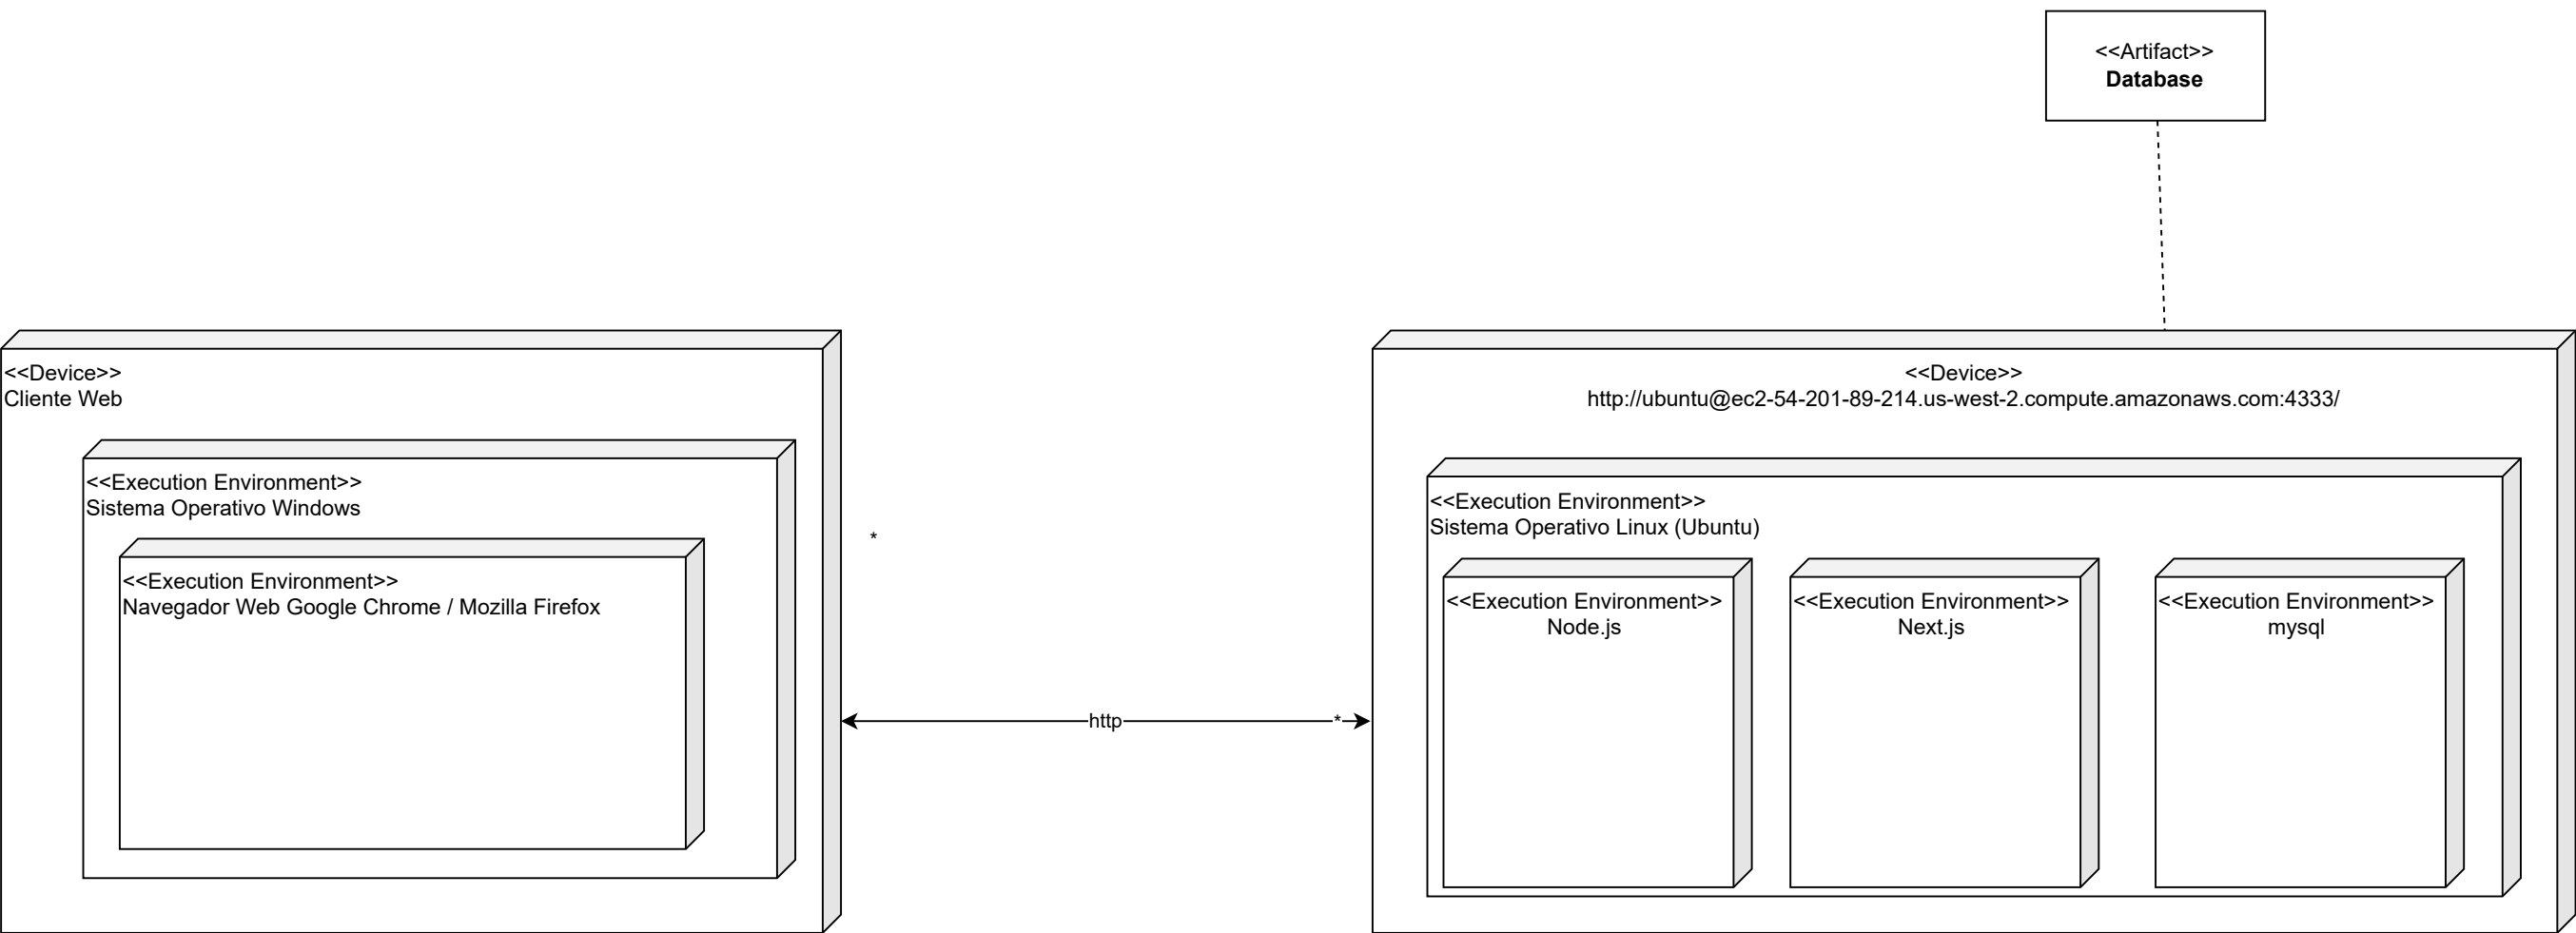 <<Artifact>>
Database
<<Device>>
Cliente Web
<<Execution Environment>>
Sistema Operativo Windows
*
<<Execution Environment>>
Navegador Web Google Chrome / Mozilla Firefox
http
*
<<Device>>
http://ubuntu@ec2-54-201-89-214.us-west-2.compute.amazonaws.com:4333/
<<Execution Environment>>
Sistema Operativo Linux (Ubuntu)
<<Execution Environment>>
Node.js
<<Execution Environment>>
Next.js
<<Execution Environment>>
mysql